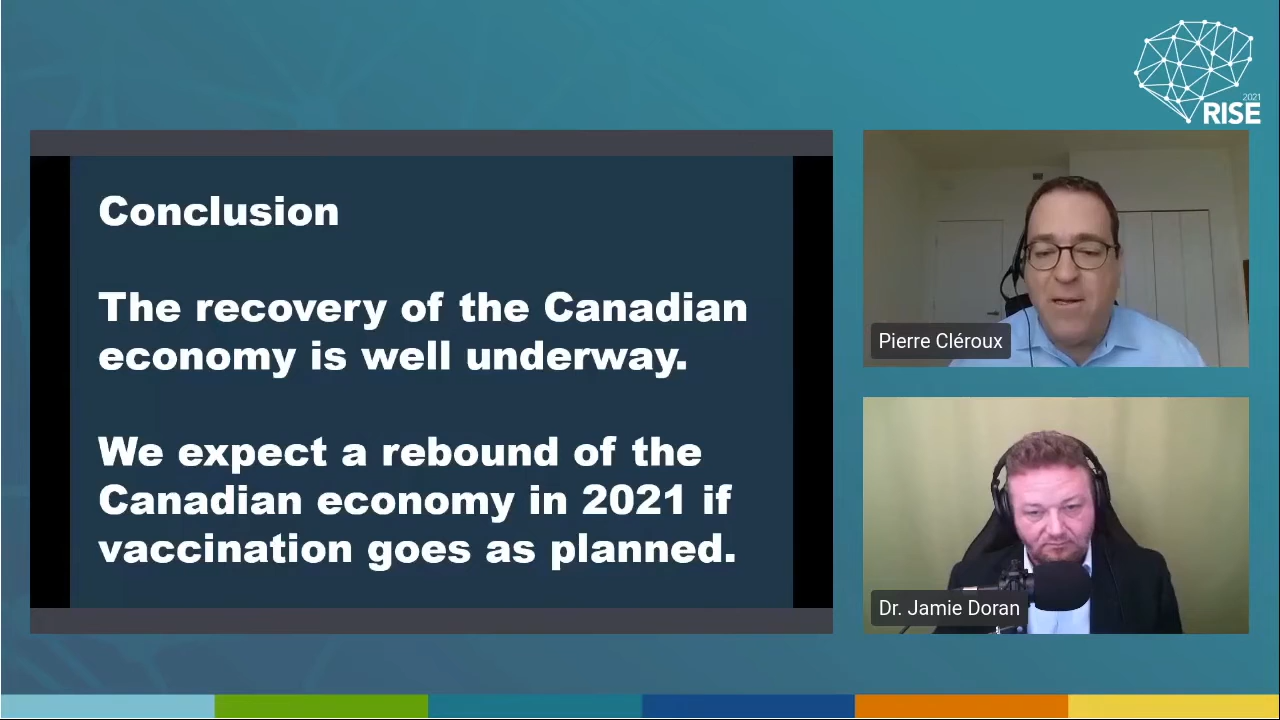 2021
RISE
Conclusion
The recovery of the Canadian
economy is well underway.
We expect a rebound of the
Canadian economy in 2021 if
vaccination goes as planned.
Pierre Cléroux
Dr. Jamie Doran